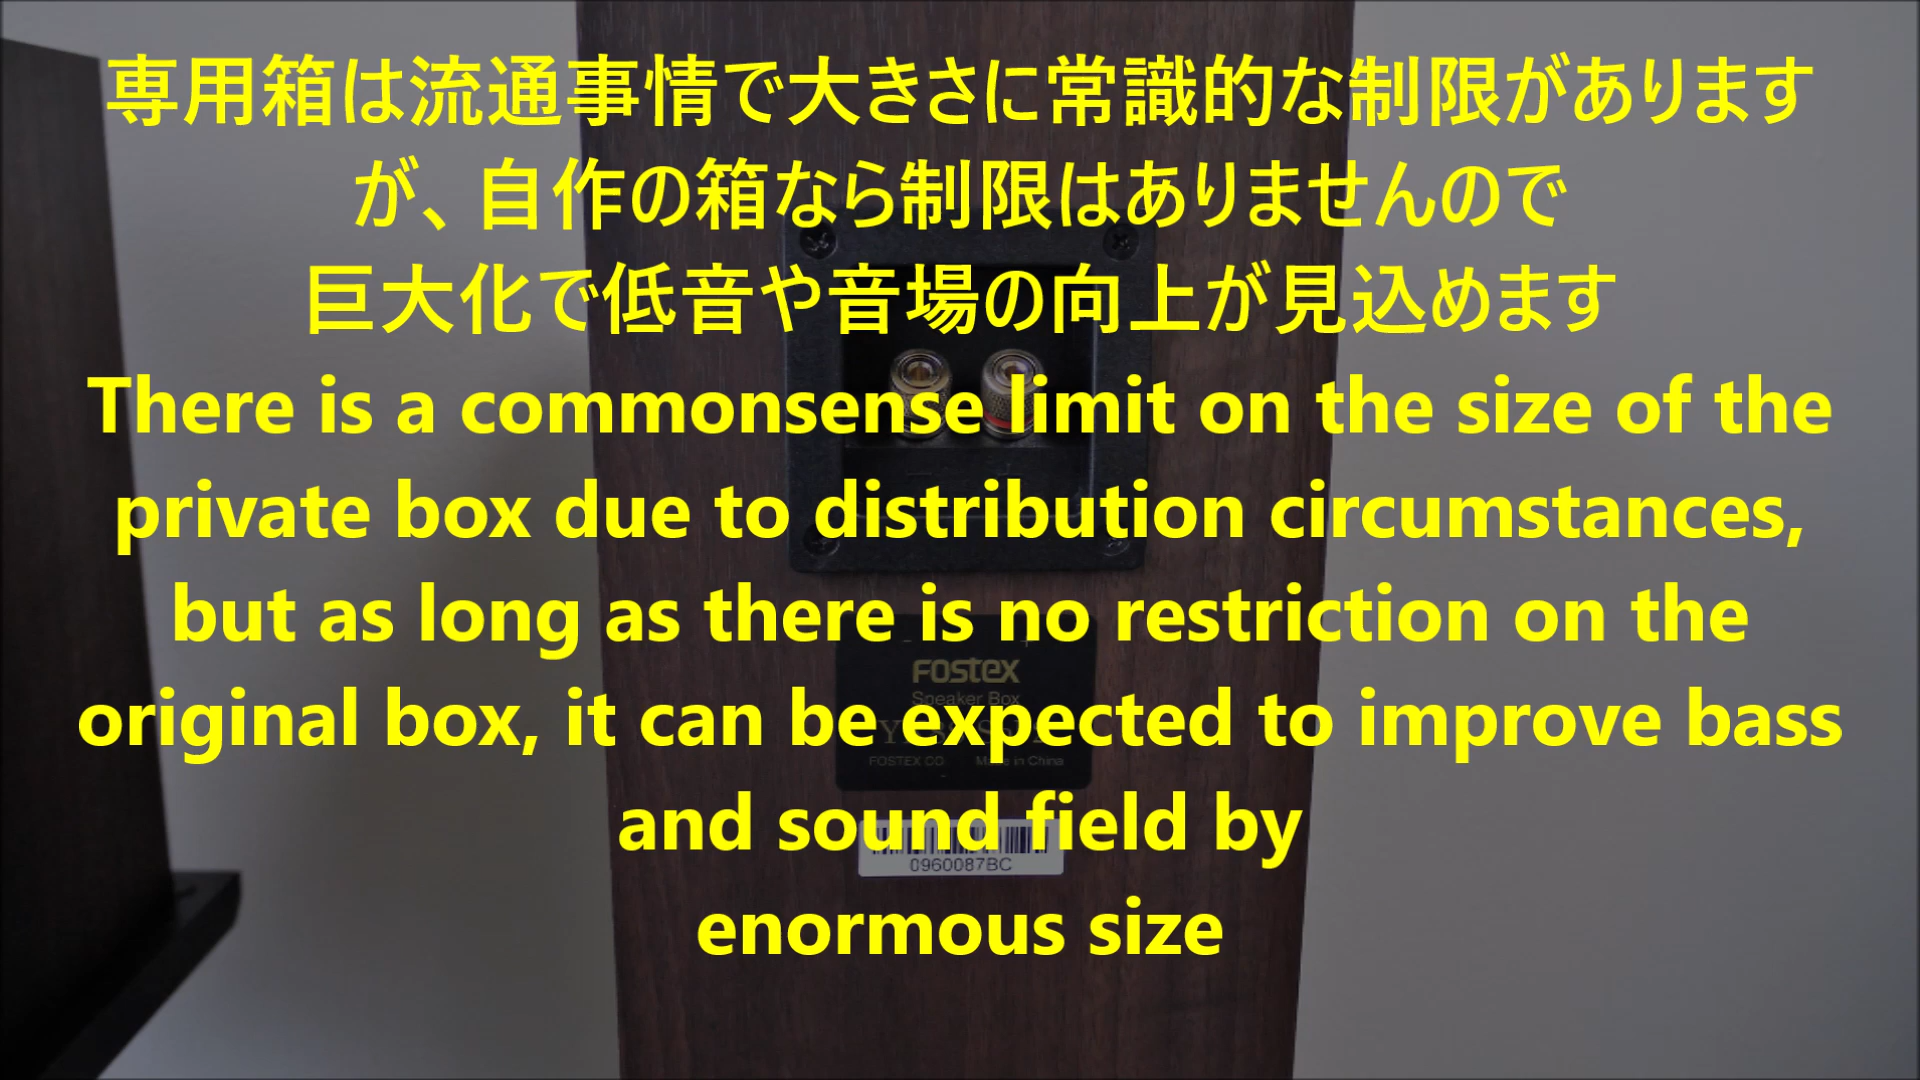 専用箱は流通事情で大きさに常識的な制限があります
が、自作の箱なら制限はありませんので
巨大化で低音や音場の向上が見込めます
There is a commonsense limit on the size of the
private box due to distribution circumstances,
but as long as there is no restriction on the
original box, it can be expected to improve bass
and sound field by
enormous size
FOSTEX
Speaker Box
FOSTEX CO Made in China
0960087BC